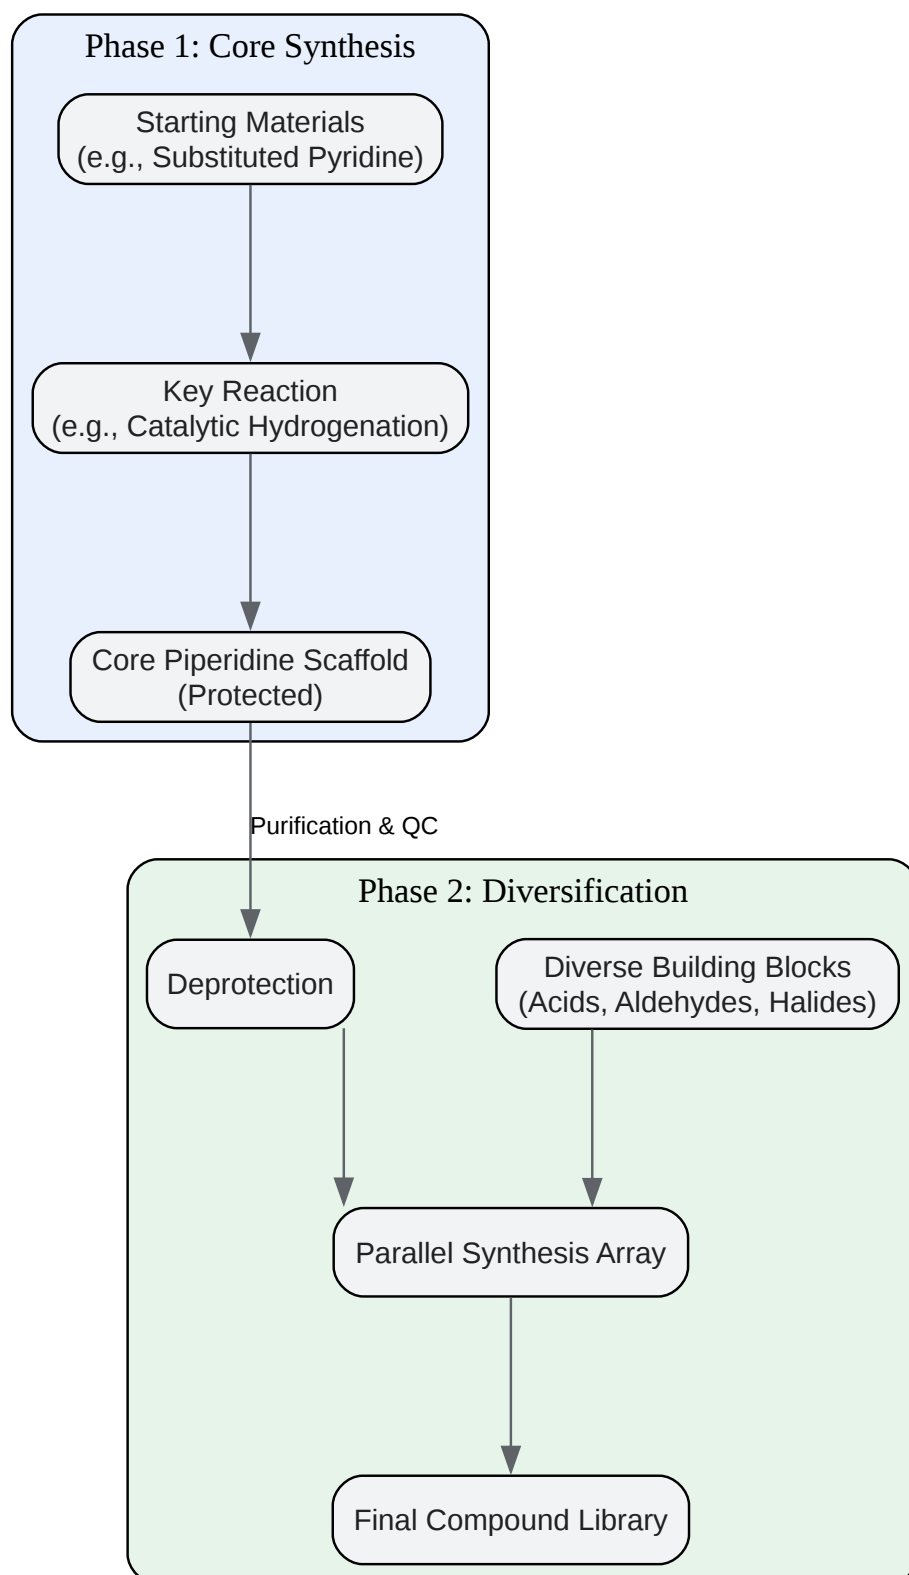 Phase 1: Core Synthesis
Starting Materials
(e.g., Substituted Pyridine)
Key Reaction
(e.g., Catalytic Hydrogenation)
Core Piperidine Scaffold
(Protected)
Purification & QC
Phase 2: Diversification
Deprotection
Diverse Building Blocks
(Acids, Aldehydes, Halides)
Parallel Synthesis Array
Final Compound Library